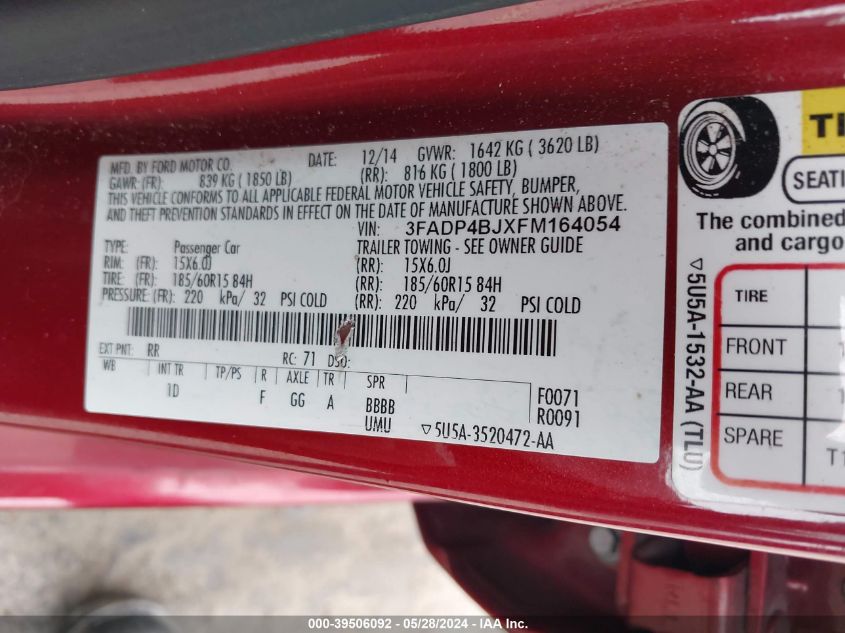 MFD. BY FORD MOTOR CO. DATE: 12/14 GVWR: 1642 KG ( 3620 LB)
GAWR: (FR): 839 KG ( 1850 LB) (RR): 816 KG ( 1800 LB)
THIS VEHICLE CONFORMS TO ALL APPLICABLE FEDERAL MOTOR VEHICLE SAFETY, BUMPER,
AND THEFT PREVENTION STANDARDS IN EFFECT ON THE DATE OF MANUFACTURE SHOWN ABOVE.
VIN: 3FADP4BJXFM164054
TYPE: Passenger Car TRAILER TOWING - SEE OWNER GUIDE
RIM: (FR): 15X6.0J (RR): 15X6.0J
TIRE: (FR): 185/60R15 84H (RR): 185/60R15 84H
PRESSURE: (FR): 220 kPa/ 32 PSI COLD (RR): 220 kPa/ 32 PSI COLD
EXT PNT: RR RC: 71 DSO:
WB INT TR TP/PS R AXLE TR SPR
1D F GG A BBBB F0071
UMU R0091
▽5U5A-3520472-AA
SEATI
The combined
and cargo
TIRE
FRONT
REAR
SPARE
T1
▽5U5A-1532-AA (TLU)
000-39506092 - 05/28/2024 - IAA Inc.